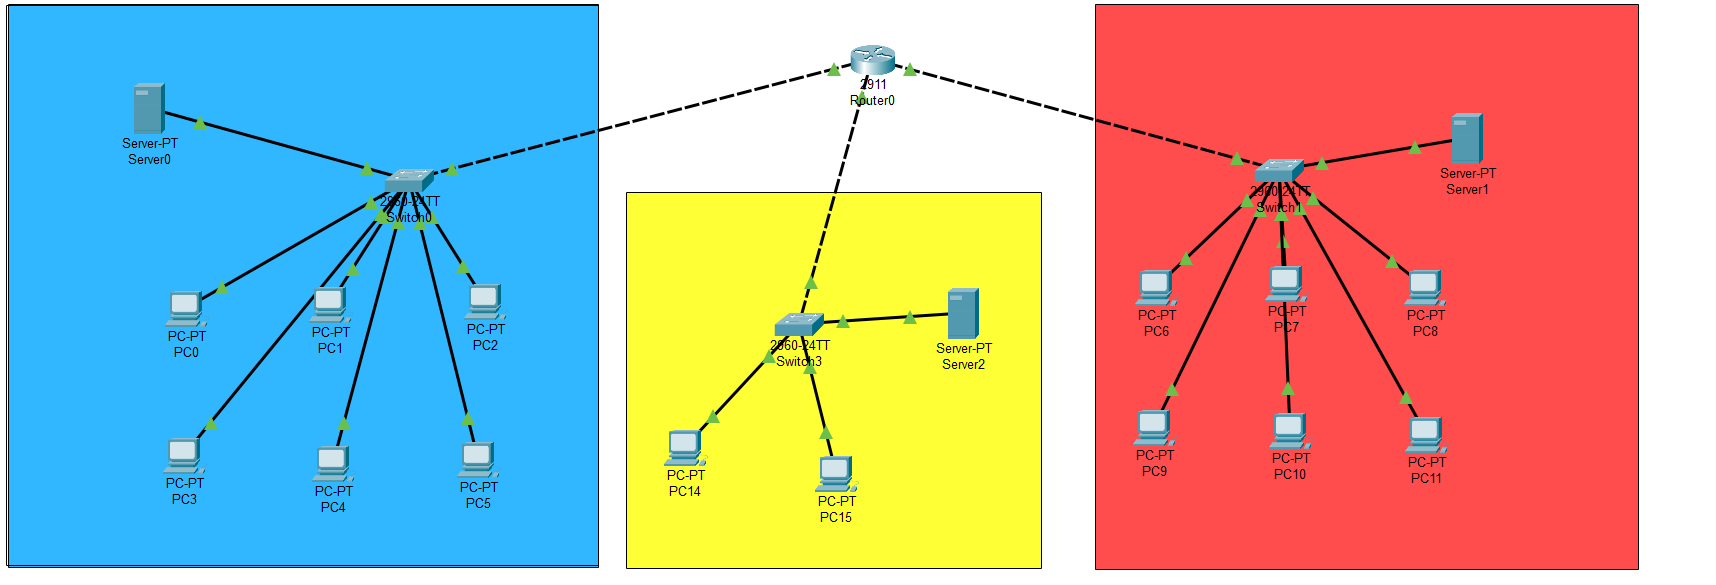 2911
Router0
Server-PT
Server0
2960-24TT
Switch0
PC-PT
PC0
PC-PT
PC1
PC-PT
PC2
PC-PT
PC3
PC-PT
PC4
PC-PT
PC5
2960-24TT
Switch3
Server-PT
Server2
PC-PT
PC14
PC-PT
PC15
Server-PT
Server1
2960-24TT
Switch1
PC-PT
PC6
PC-PT
PC7
PC-PT
PC8
PC-PT
PC9
PC-PT
PC10
PC-PT
PC11